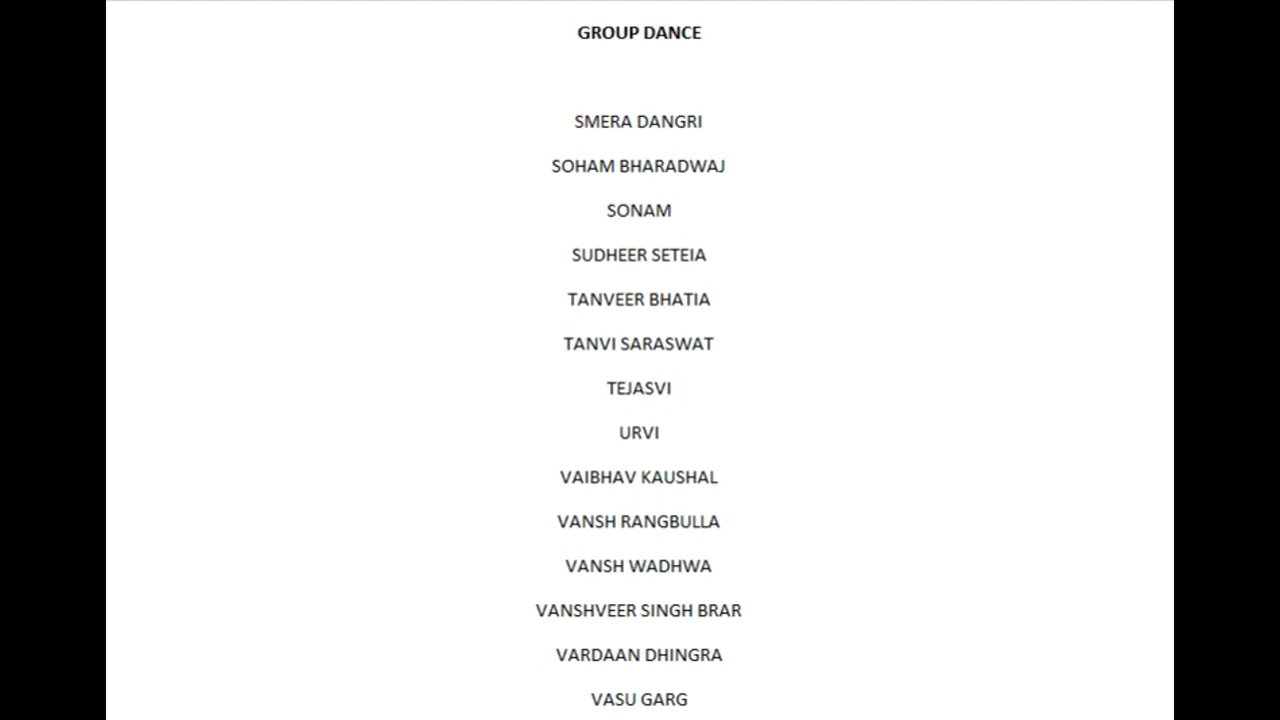 GROUP DANCE
SMERA DANGRI
SOHAM BHARADWAJ
SONAM
SUDHEER SETEIA
TANVEER BHATIA
TANVI SARASWAT
TEJASVI
URVI
VAIBHAV KAUSHAL
VANSH RANGBULLA
VANSH WADHWA
VANSHVEER SINGH BRAR
VARDAAN DHINGRA
VASU GARG